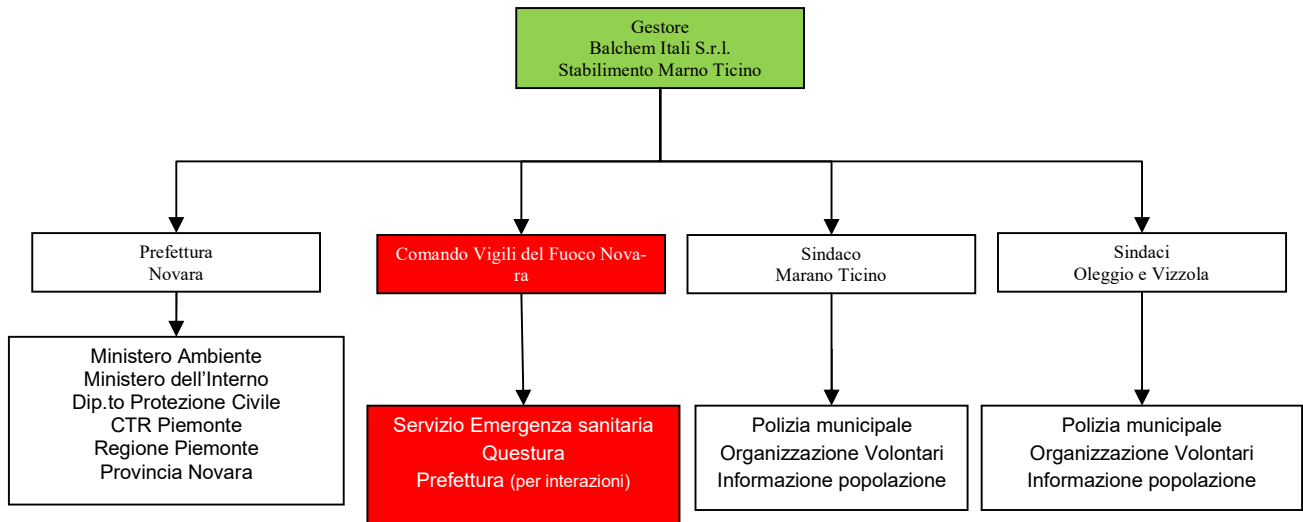 Gestore
Balchem Itali S.r.l.
Stabilimento Marno Ticino
Prefettura
Novara
Comando Vigili del Fuoco Nova-
ra
Sindaco
Marano Ticino
Sindaci
Oleggio e Vizzola
Ministero Ambiente
Ministero dell'Interno
Dip.to Protezione Civile
CTR Piemonte
Regione Piemonte
Provincia Novara
Servizio Emergenza sanitaria
Questura
Prefettura (per interazioni)
Polizia municipale
Organizzazione Volontari
Informazione popolazione
Polizia municipale
Organizzazione Volontari
Informazione popolazione